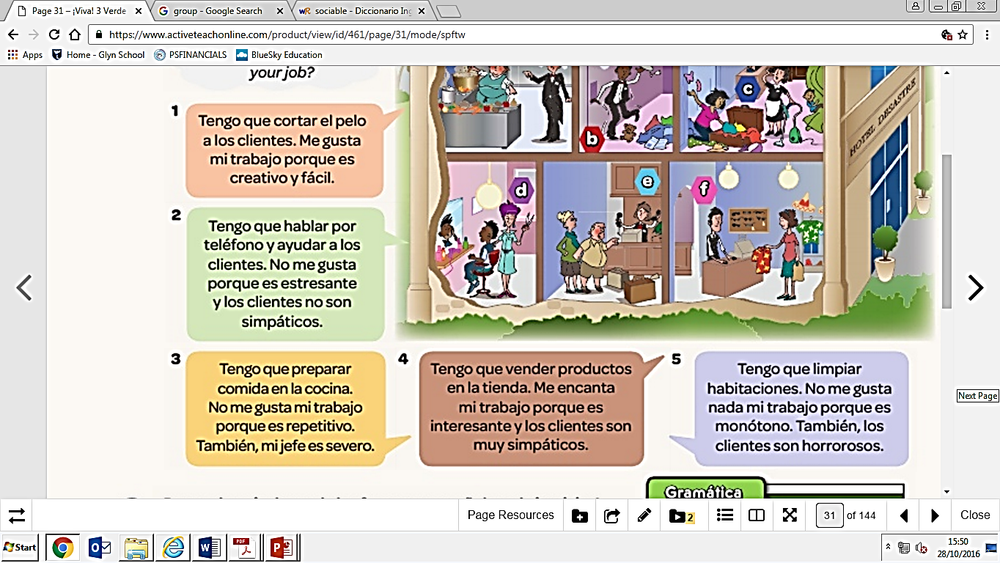 Page 31 – ¡Viva! 3 Verde
group - Google Search
sociable - Diccionario Ing
https://www.activeteachonline.com/product/view/id/461/page/31/mode/spftw
Apps
Home - Glyn School
PSFINANCIALS
BlueSky Education
your job?
1
Tengo que cortar el pelo
a los clientes. Me gusta
mi trabajo porque es
creativo y fácil.
2
Tengo que hablar por
teléfono y ayudar a los
clientes. No me gusta
porque es estresante
y los clientes no son
simpáticos.
b
c
d
e
f
HOTEL DESASTRE
3
Tengo que preparar
comida en la cocina.
No me gusta mi trabajo
porque es repetitivo.
También, mi jefe es severo.
4
Tengo que vender productos
en la tienda. Me encanta
mi trabajo porque es
interesante y los clientes son
muy simpáticos.
5
Tengo que limpiar
habitaciones. No me gusta
nada mi trabajo porque es
monótono. También, los
clientes son horrorosos.
Next Page
Gramática
Page Resources
2
31 of 144
Close
Start
15:50
28/10/2016